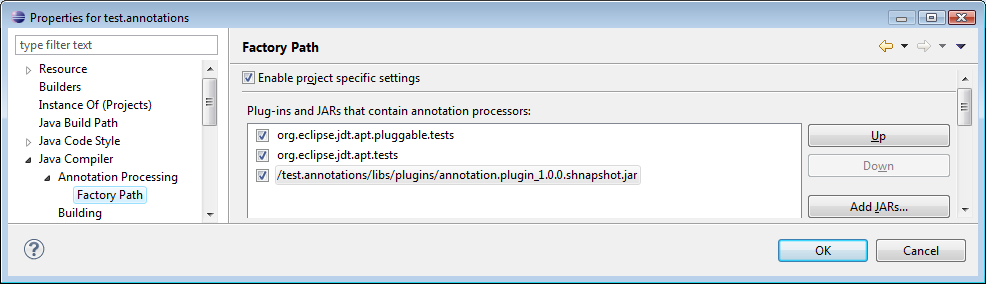 Properties for test.annotations
type filter text
Resource
Builders
Instance Of (Projects)
Java Build Path
Java Code Style
Java Compiler
Annotation Processing
Factory Path
Building
Factory Path
Enable project specific settings
Plug-ins and JARs that contain annotation processors:
org.eclipse.jdt.apt.pluggable.tests
org.eclipse.jdt.apt.tests
/test.annotations/libs/plugins/annotation.plugin_1.0.0.shnapshot.jar
Up
Down
Add JARs...
?
OK
Cancel